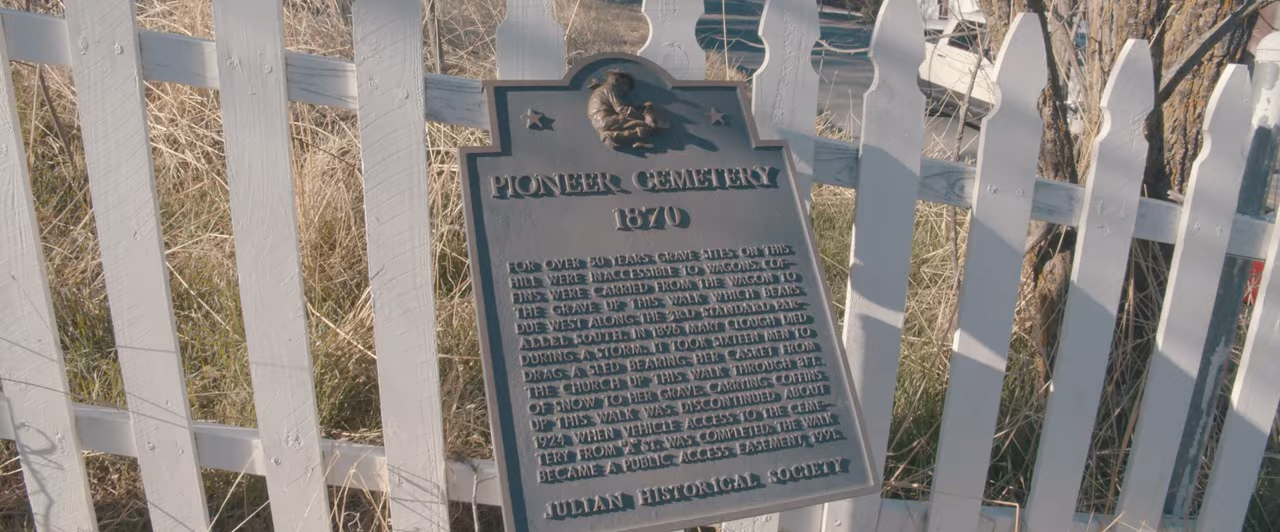 PIONEER CEMETERY
1870
FOR OVER 50 YEARS GRAVE SITES ON THIS
HILL WERE INACCESSIBLE TO WAGONS. COF-
FINS WERE CARRIED FROM THE WAGON TO
THE GRAVE UP THIS WALK WHICH BEARS
DUE WEST ALONG THE 3RD STANDARD PAR-
ALLEL SOUTH. IN 1896 MARY CLOUGH DIED
DURING A STORM. IT TOOK SIXTEEN MEN TO
DRAG A SLED BEARING HER CASKET FROM
THE CHURCH UP THIS WALK THROUGH 3 FT.
OF SNOW TO HER GRAVE. CARRYING COFFINS
UP THIS WALK WAS DISCONTINUED ABOUT
1924 WHEN VEHICLE ACCESS TO THE CEME-
TERY FROM "A" ST. WAS COMPLETED. THE WALK
BECAME A PUBLIC ACCESS EASEMENT, 1991.
JULIAN HISTORICAL SOCIETY